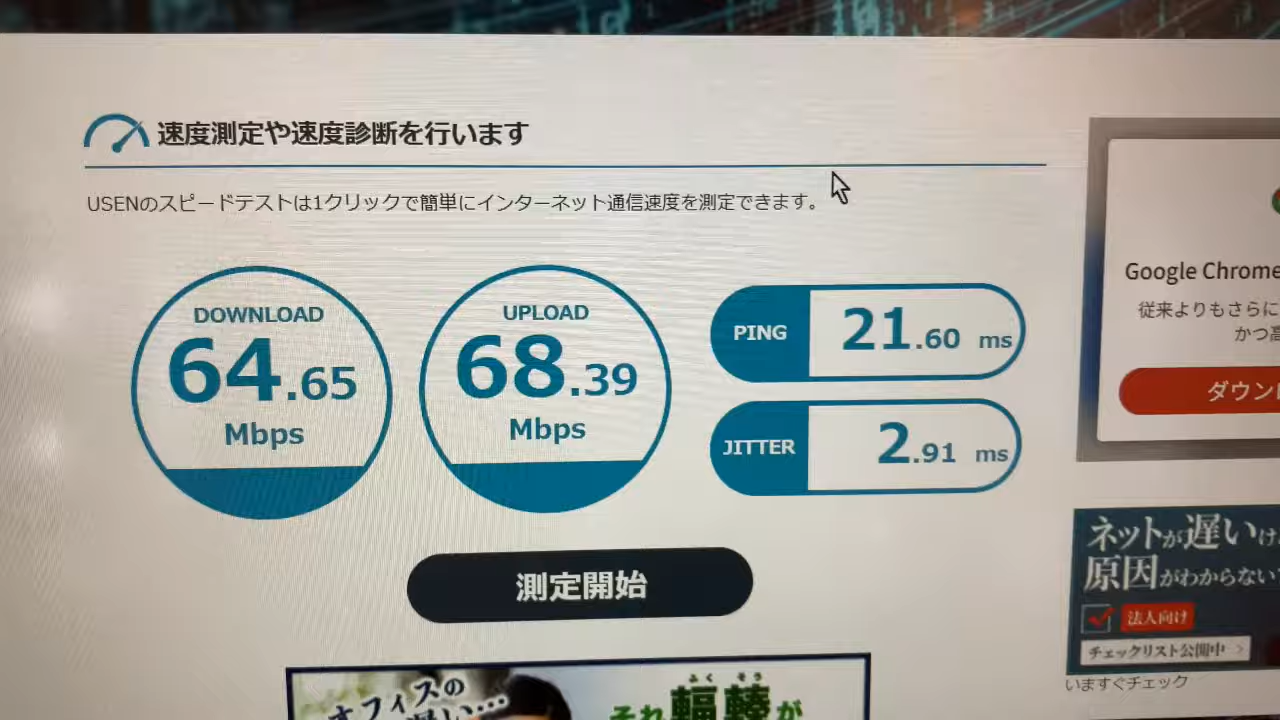 速度測定や速度診断を行います
USENのスピードテストは1クリックで簡単にインターネット通信速度を測定できます。
DOWNLOAD
64.65
Mbps
UPLOAD
68.39
Mbps
PING
21.60 ms
JITTER
2.91 ms
測定開始
Google Chrome
従来よりもさらに
かつ
ダウン
ネットが遅いけ
原因がわからない
法人向け
チェックリスト公開中 >
いますぐチェック
オフィスの
遅い...
ふくそう
それ輻輳が